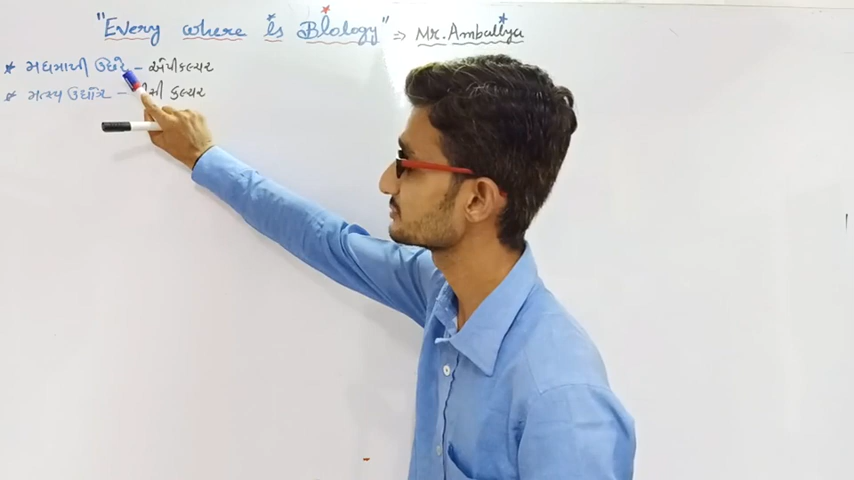 "Every where is Biology" ⇒ Mr. Ambaliya
* મધમાખી ઉછેર - એપીકલ્ચર
* મત્સ્ય ઉદ્યોગ - કલ્ચર